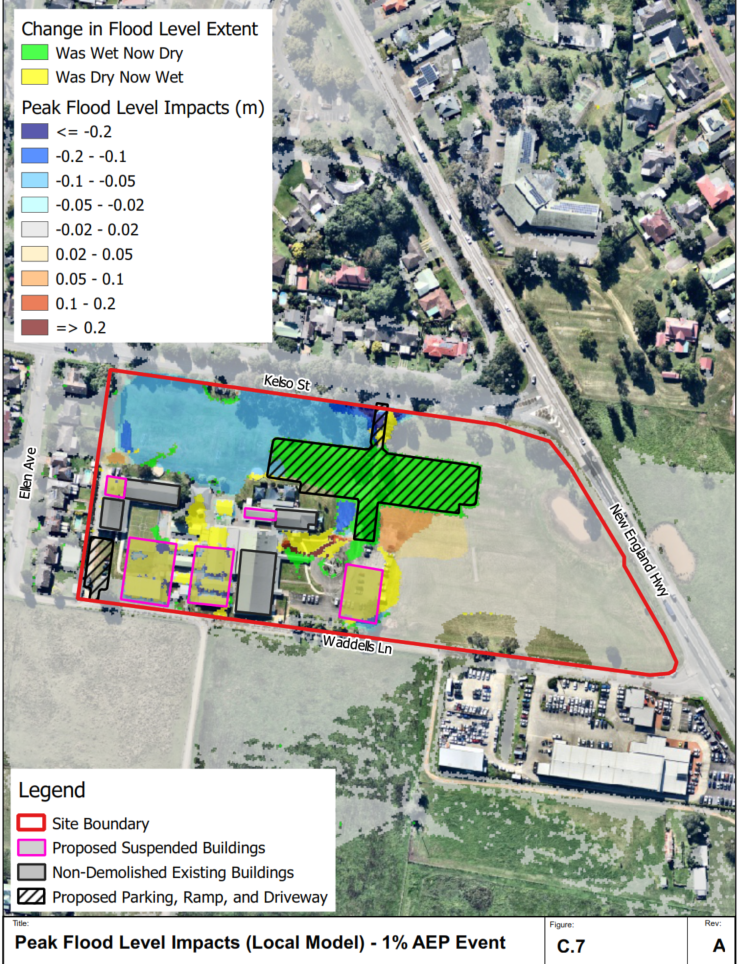 Change in Flood Level Extent
Was Wet Now Dry
Was Dry Now Wet
Peak Flood Level Impacts (m)
<= -0.2
-0.2 - -0.1
-0.1 - -0.05
-0.05 - -0.02
-0.02 - 0.02
0.02 - 0.05
0.05 - 0.1
0.1 - 0.2
=> 0.2
Kelso St
Ellen Ave
New England Hwy
Waddells Ln
Legend
Site Boundary
Proposed Suspended Buildings
Non-Demolished Existing Buildings
Proposed Parking, Ramp, and Driveway
Title:
Peak Flood Level Impacts (Local Model) - 1% AEP Event
Figure:
C.7
Rev:
A